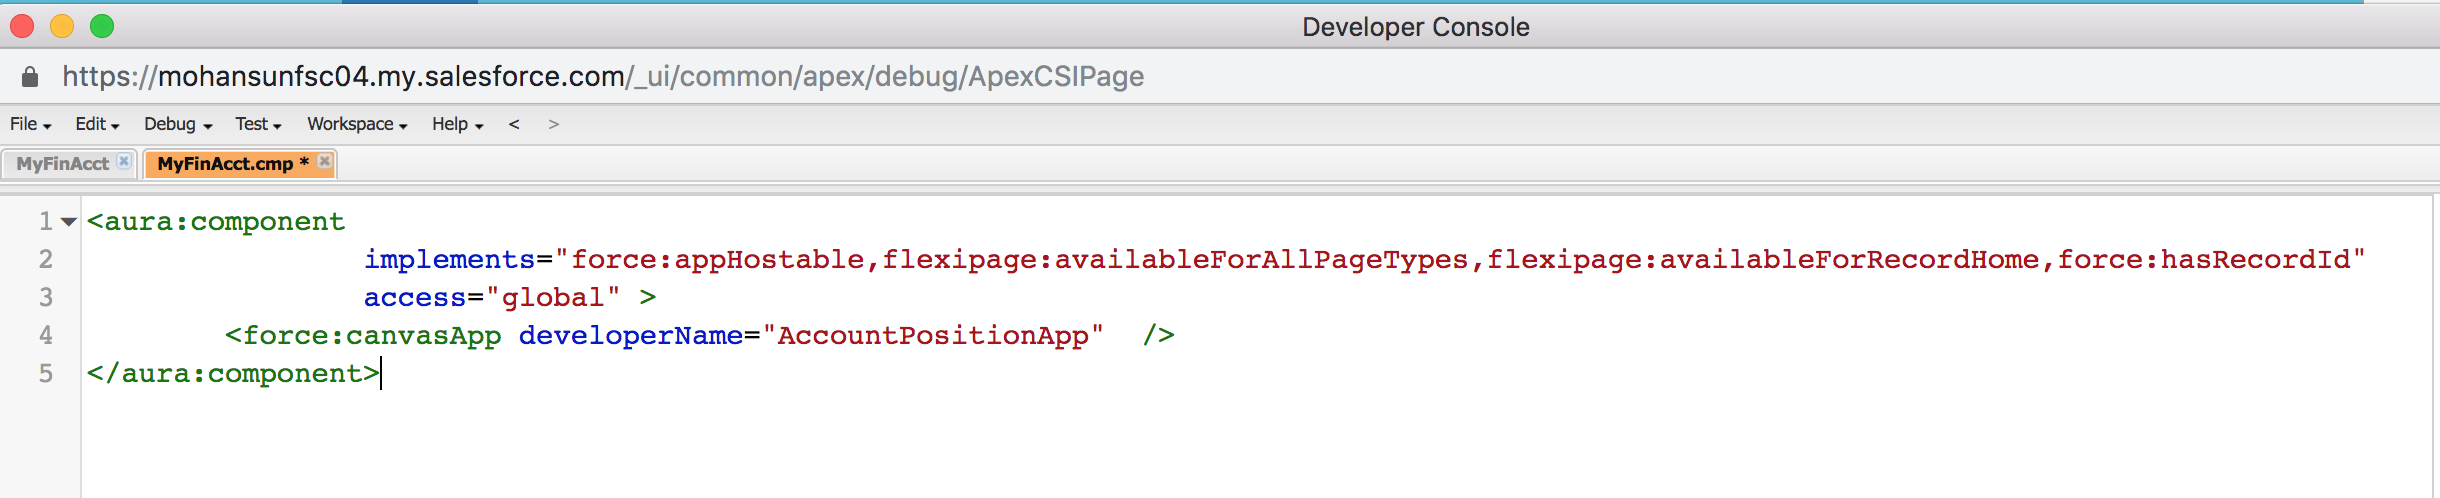 Developer Console
https://mohansunfsc04.my.salesforce.com/_ui/common/apex/debug/ApexCSIPage
File Edit Debug Test Workspace Help < >
MyFinAcct MyFinAcct.cmp *
1 <aura:component
2 implements="force:appHostable,flexipage:availableForAllPageTypes,flexipage:availableForRecordHome,force:hasRecordId"
3 access="global" >
4 <force:canvasApp developerName="AccountPositionApp" />
5 </aura:component>